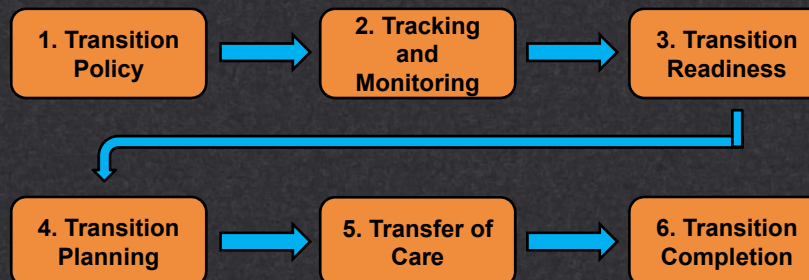 1. Transition
Policy
2. Tracking
and
Monitoring
3. Transition
Readiness
4. Transition
Planning
5. Transfer of
Care
6. Transition
Completion